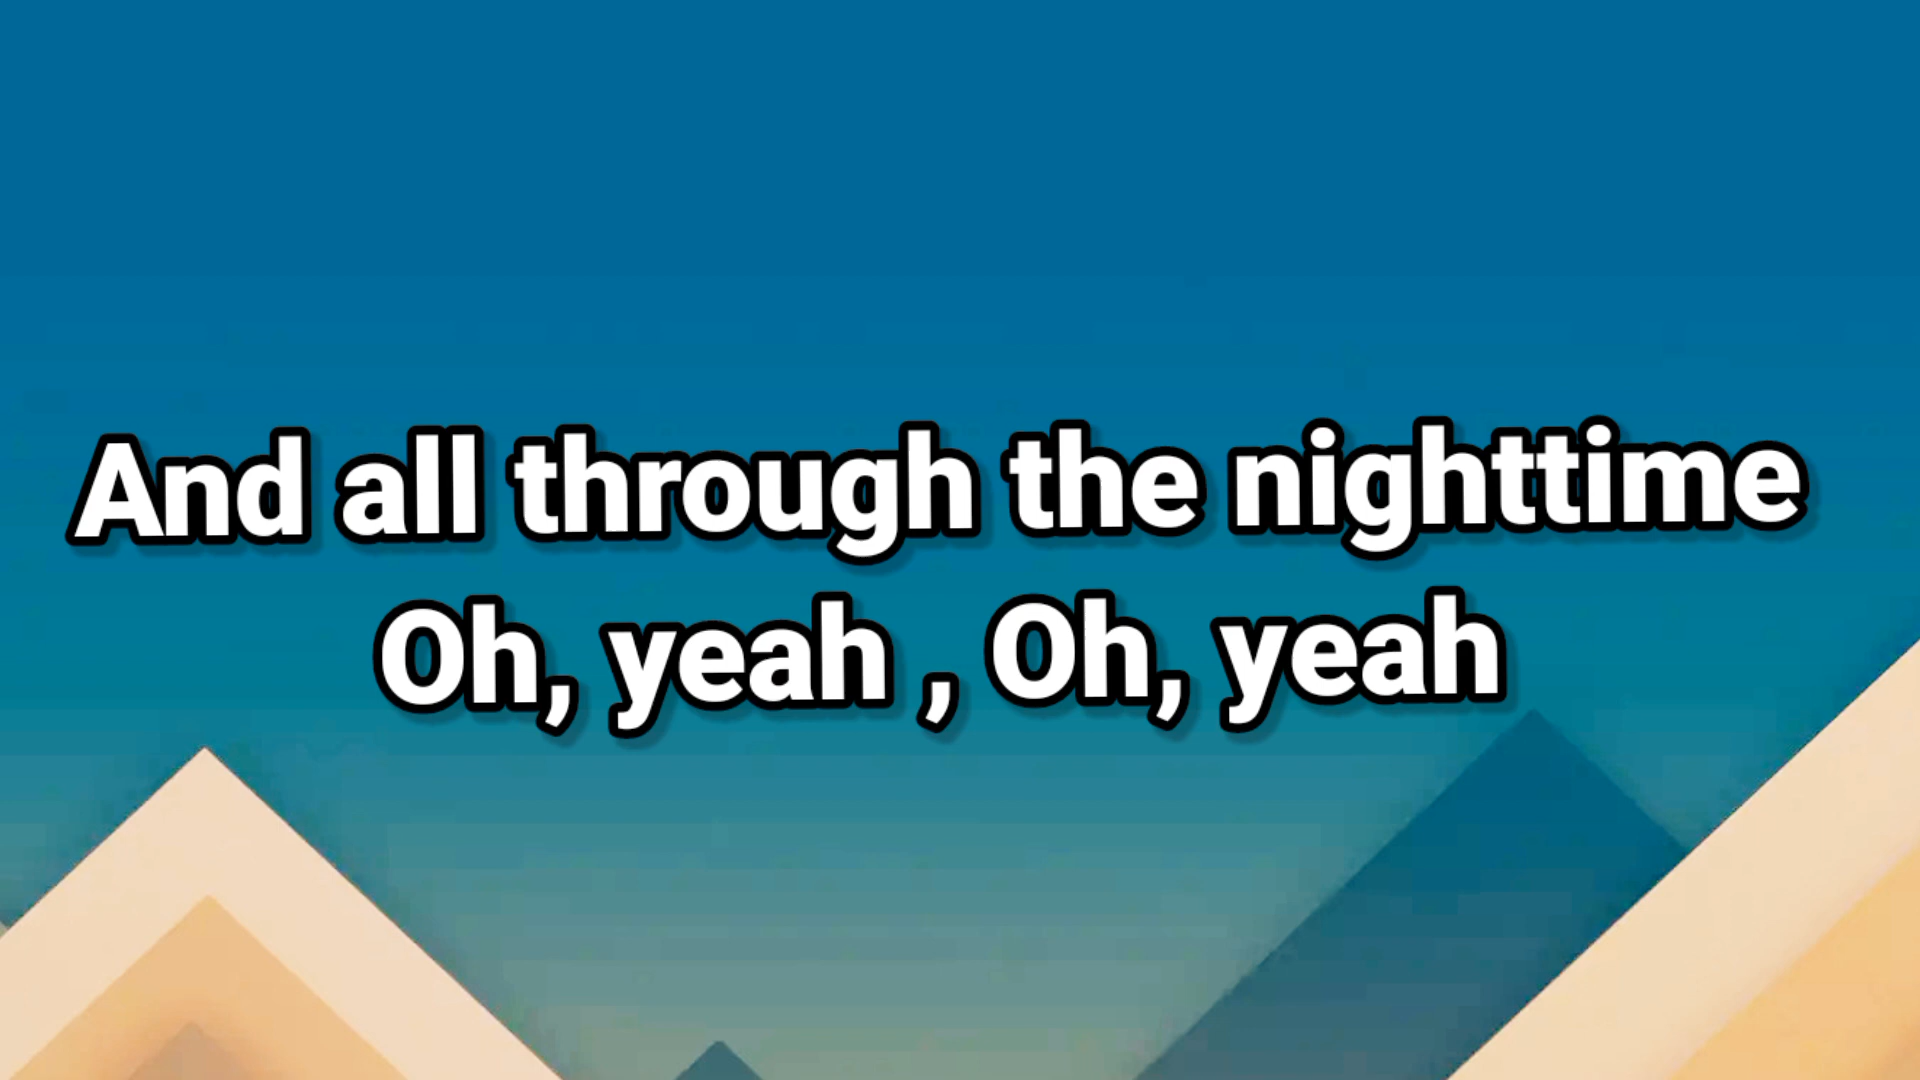 And all through the nighttime
Oh, yeah , Oh, yeah